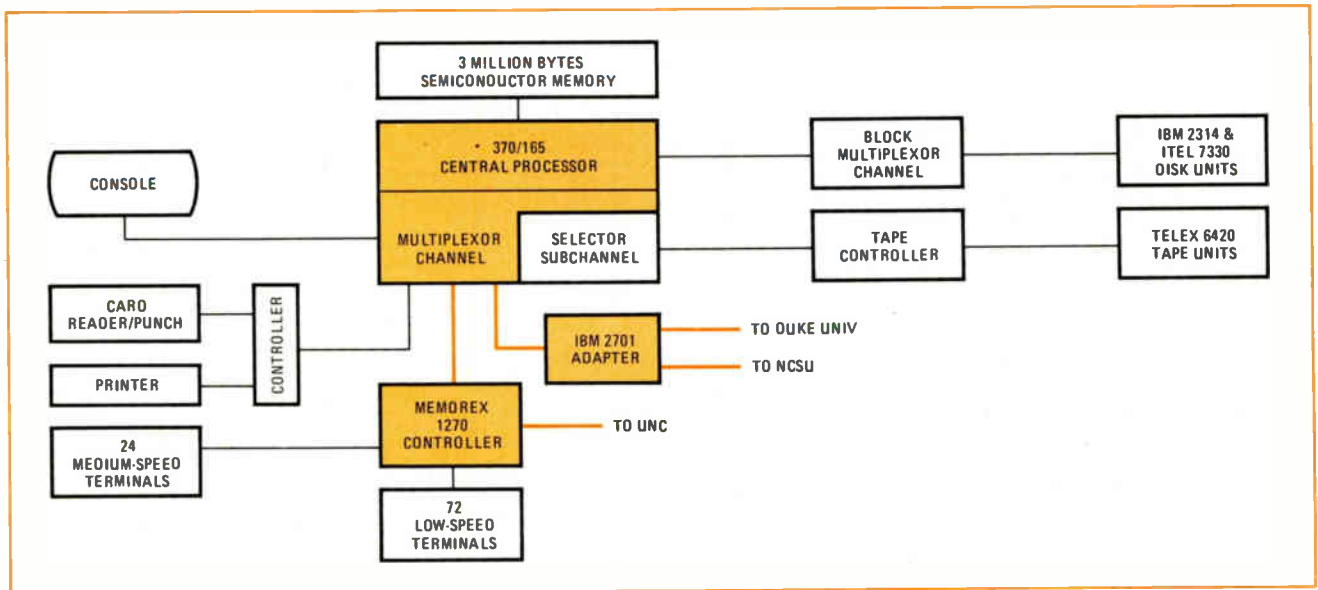 3 MILLION BYTES
SEMICONDUCTOR MEMORY
• 370/165
CENTRAL PROCESSOR
BLOCK
MULTIPLEXOR
CHANNEL
IBM 2314 &
ITEL 7330
DISK UNITS
CONSOLE
MULTIPLEXOR
CHANNEL
SELECTOR
SUBCHANNEL
TAPE
CONTROLLER
TELEX 6420
TAPE UNITS
CARD
READER/PUNCH
CONTROLLER
PRINTER
IBM 2701
ADAPTER
TO DUKE UNIV
TO NCSU
MEMOREX
1270
CONTROLLER
TO UNC
24
MEDIUM-SPEED
TERMINALS
72
LOW-SPEED
TERMINALS